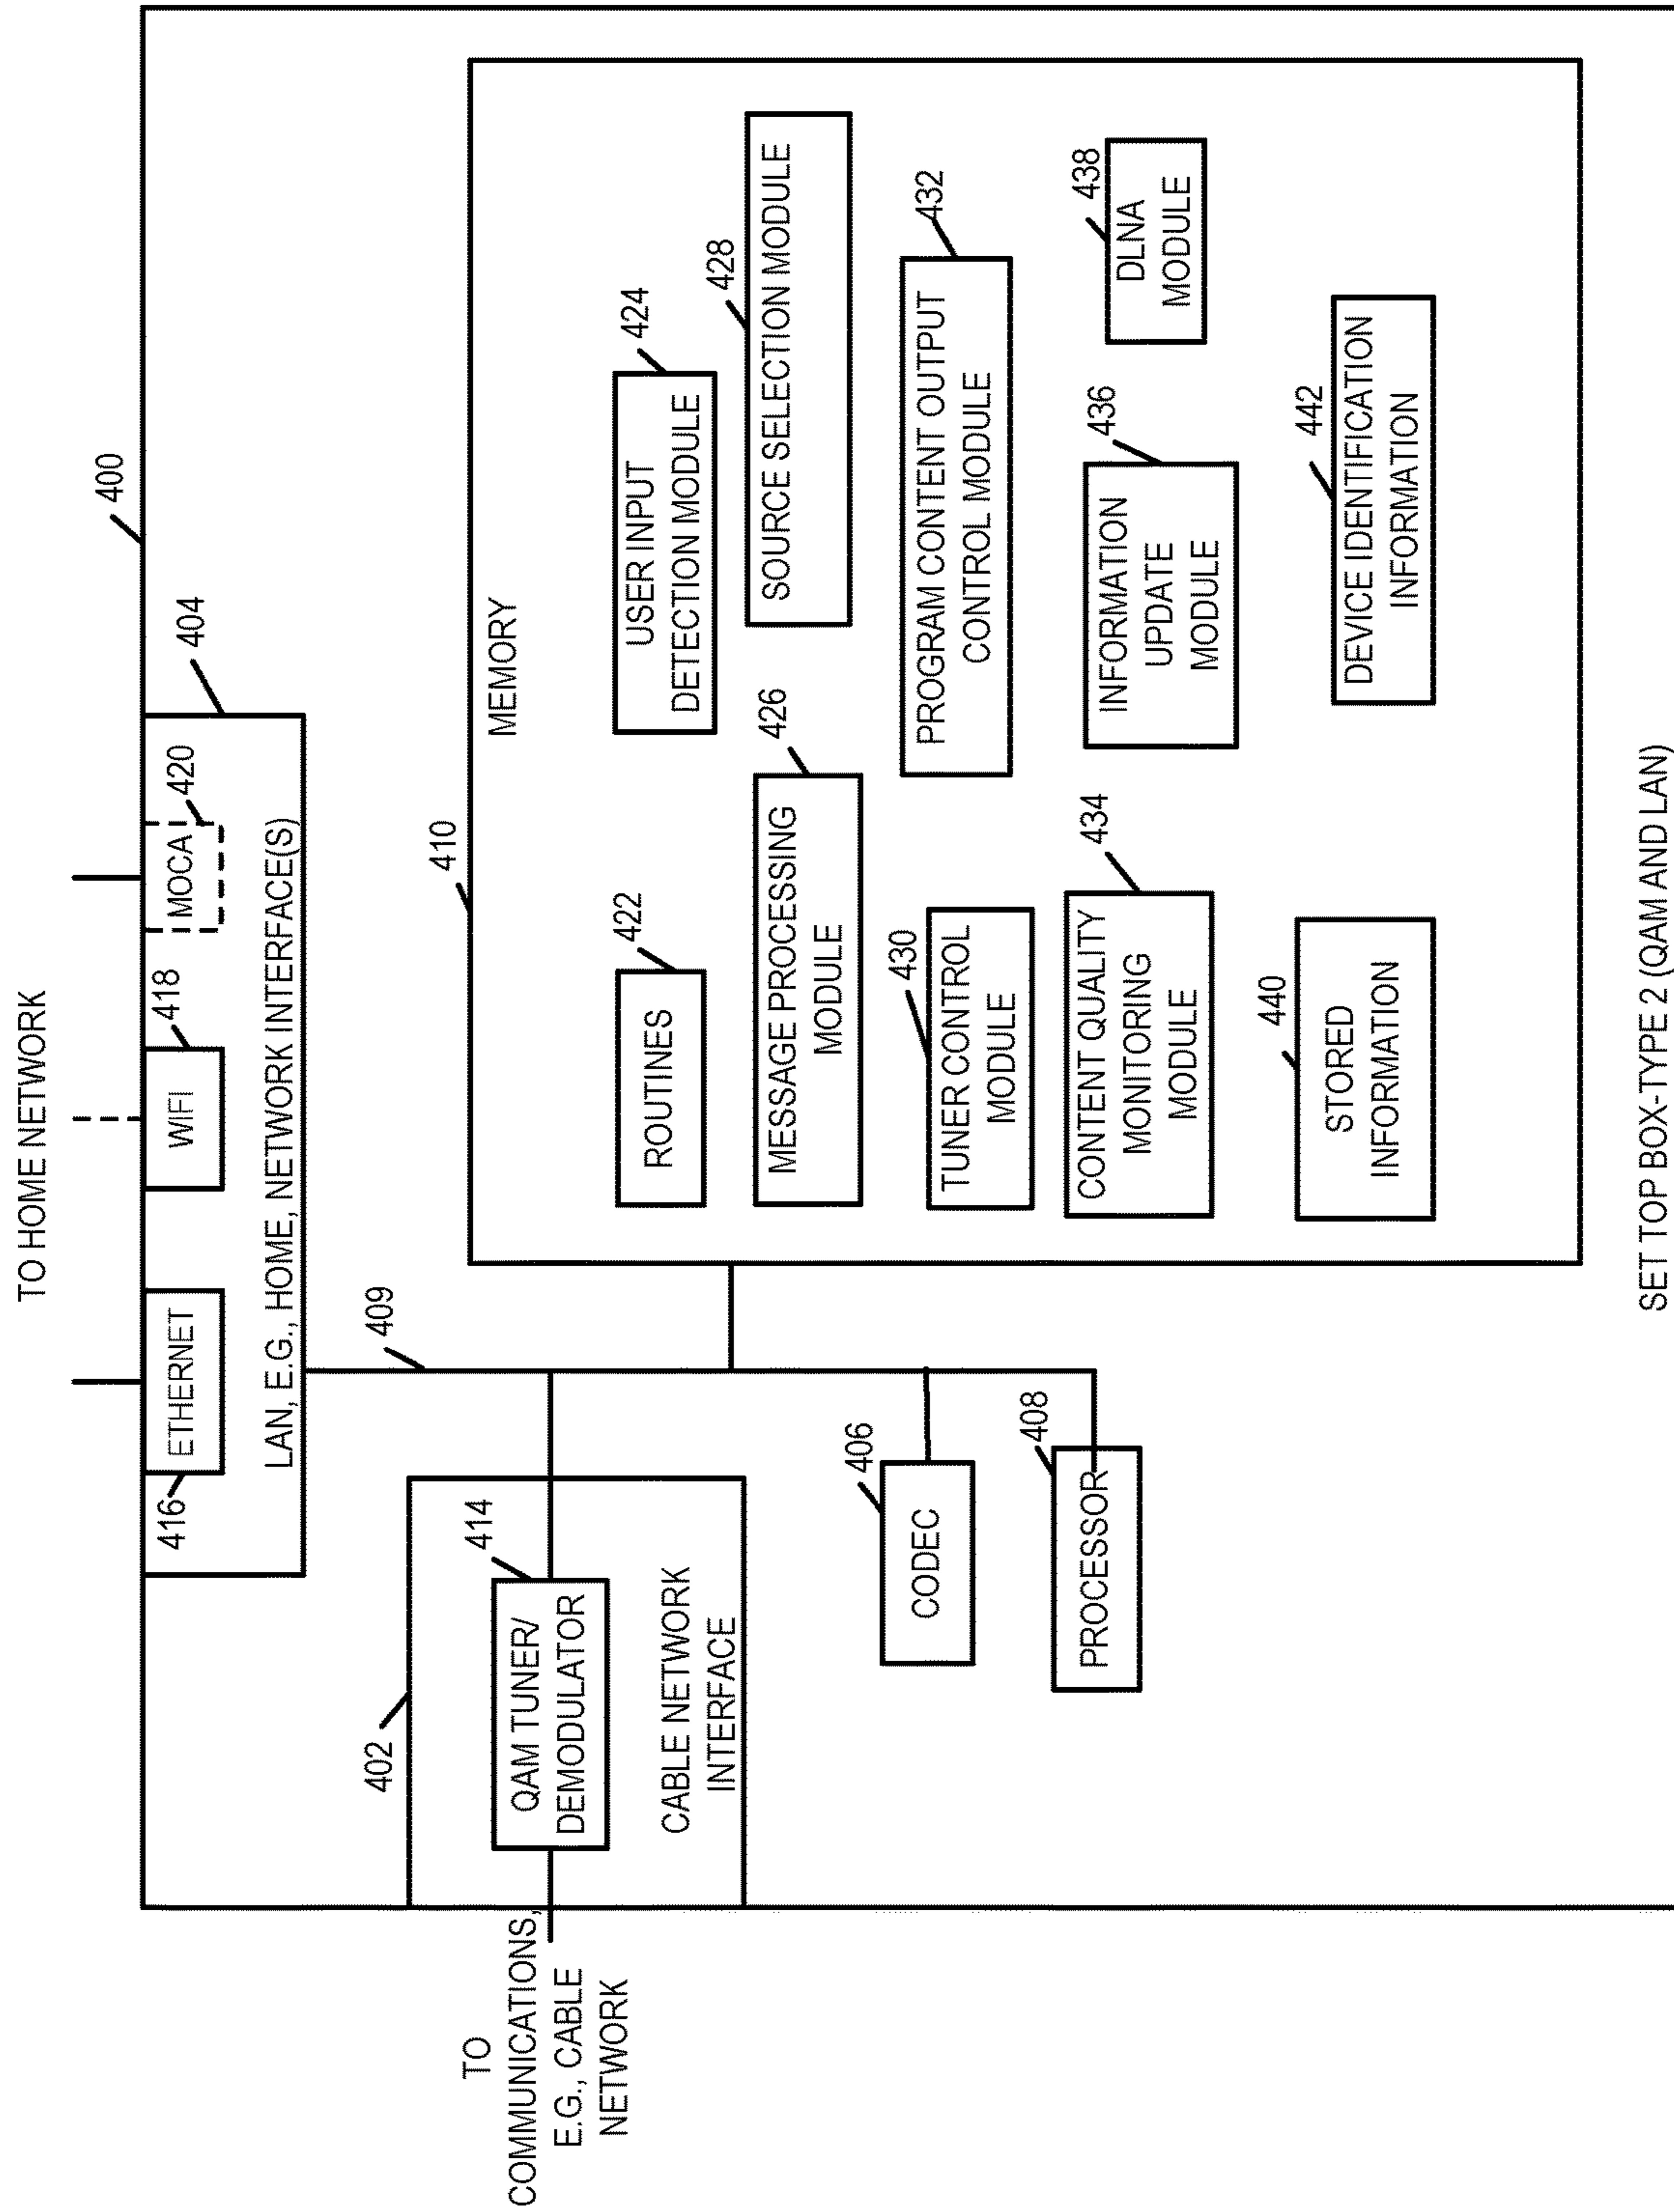 TO HOME NETWORK
400
404
416
ETHERNET
418
WIFI
420
MOCA
LAN, E.G., HOME, NETWORK INTERFACE(S)
409
402
414
QAM TUNER/
DEMODULATOR
CABLE NETWORK
INTERFACE
TO
COMMUNICATIONS,
E.G., CABLE
NETWORK
406
CODEC
408
PROCESSOR
410
MEMORY
422
ROUTINES
424
USER INPUT
DETECTION MODULE
426
MESSAGE PROCESSING
MODULE
428
SOURCE SELECTION MODULE
430
TUNER CONTROL
MODULE
432
PROGRAM CONTENT OUTPUT
CONTROL MODULE
434
CONTENT QUALITY
MONITORING
MODULE
436
INFORMATION
UPDATE
MODULE
438
DLNA
MODULE
440
STORED
INFORMATION
442
DEVICE IDENTIFICATION
INFORMATION
SET TOP BOX-TYPE 2 (QAM AND LAN)